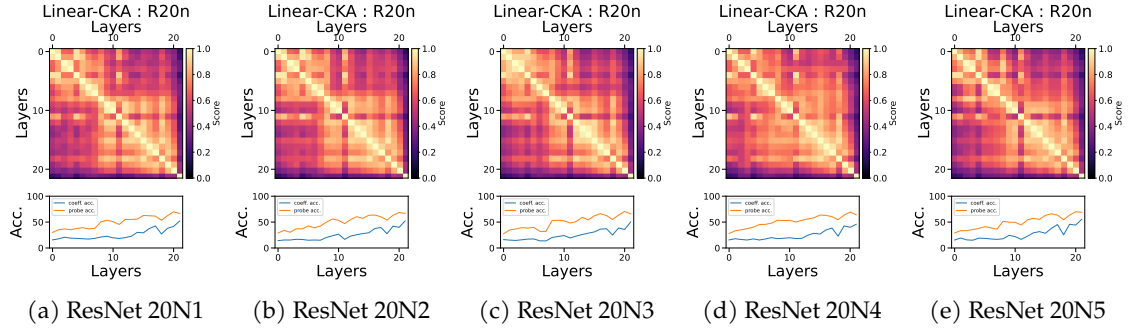 Linear-CKA : R20n
Layers
0 10 20
0
10
20
Layers
1.0
0.8
0.6
0.4
0.2
0.0
Score
100
50
0
Acc.
coeff. acc.
probe acc.
0 10 20
Layers
(a) ResNet 20N1
Linear-CKA : R20n
Layers
0 10 20
0
10
20
Layers
1.0
0.8
0.6
0.4
0.2
0.0
Score
100
50
0
Acc.
coeff. acc.
probe acc.
0 10 20
Layers
(b) ResNet 20N2
Linear-CKA : R20n
Layers
0 10 20
0
10
20
Layers
1.0
0.8
0.6
0.4
0.2
0.0
Score
100
50
0
Acc.
coeff. acc.
probe acc.
0 10 20
Layers
(c) ResNet 20N3
Linear-CKA : R20n
Layers
0 10 20
0
10
20
Layers
1.0
0.8
0.6
0.4
0.2
0.0
Score
100
50
0
Acc.
coeff. acc.
probe acc.
0 10 20
Layers
(d) ResNet 20N4
Linear-CKA : R20n
Layers
0 10 20
0
10
20
Layers
1.0
0.8
0.6
0.4
0.2
0.0
Score
100
50
0
Acc.
coeff. acc.
probe acc.
0 10 20
Layers
(e) ResNet 20N5